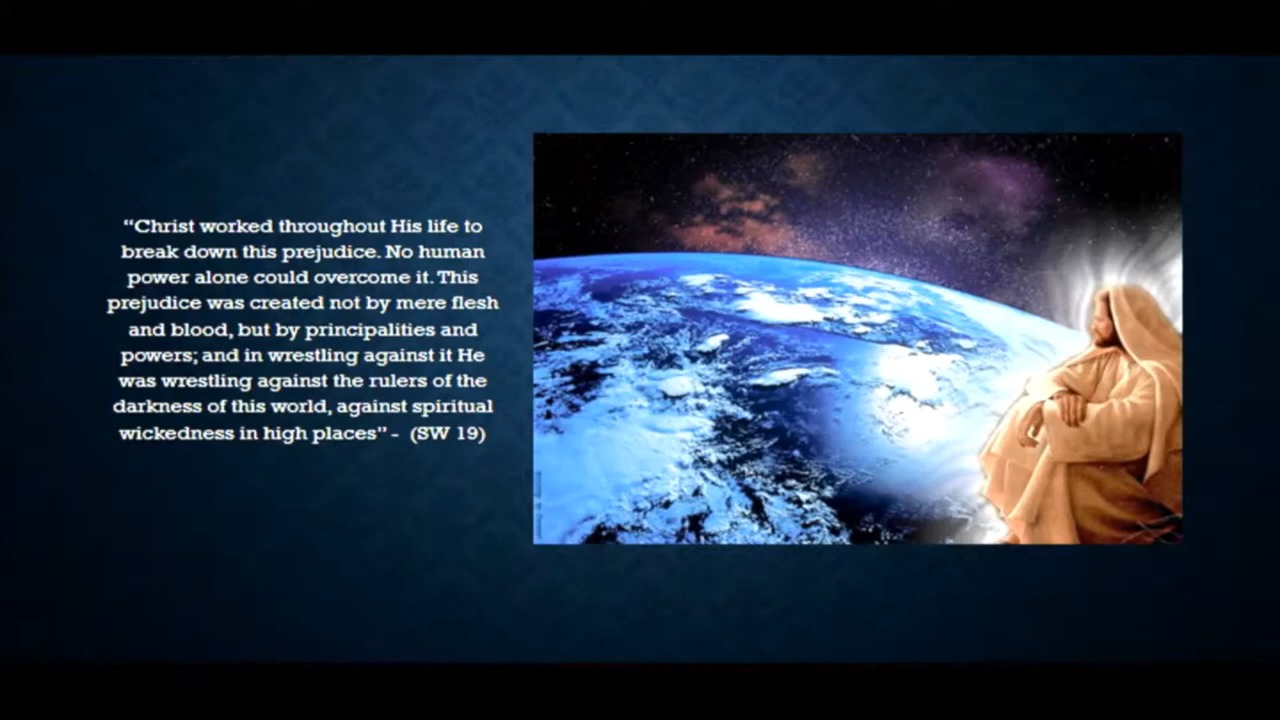 “Christ worked throughout His life to
break down this prejudice. No human
power alone could overcome it. This
prejudice was created not by mere flesh
and blood, but by principalities and
powers; and in wrestling against it He
was wrestling against the rulers of the
darkness of this world, against spiritual
wickedness in high places” - (SW 19)